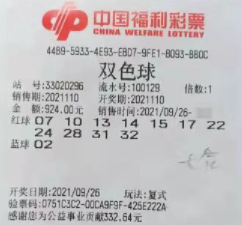 中国福利彩票
CHINA WELFARE LOTTERY
4489-5933-4E93-EBD7-9FE1-B093-BB0C
双色球
站号:33020296 流水号:100129 倍数:1
销售期:2021110 开奖期:2021110
金额:924.00元 销售时间:2021/09/26-
红球 07 10 13 14 15 17 22
24 28 31 32
蓝球 02
开奖日期:2021/09/26 玩法:复式
验票码:0751C3C2-00CA9F9F-425E222A
感谢您为公益事业贡献332.64元